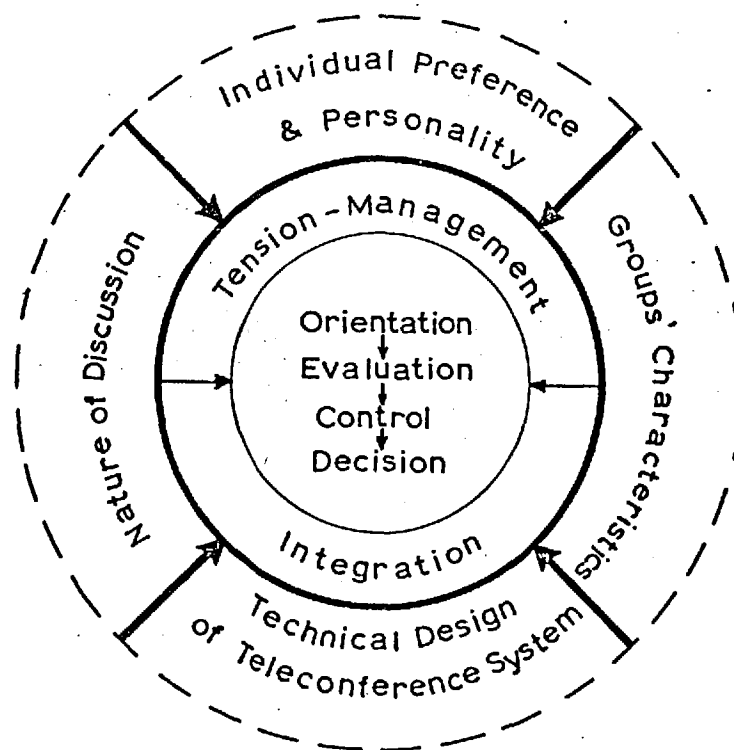 Individual Preference
& Personality
Tension-Management
Groups' Characteristics
Nature of Discussion
Orientation
Evaluation
Control
Decision
Integration
Technical Design
of Teleconference System